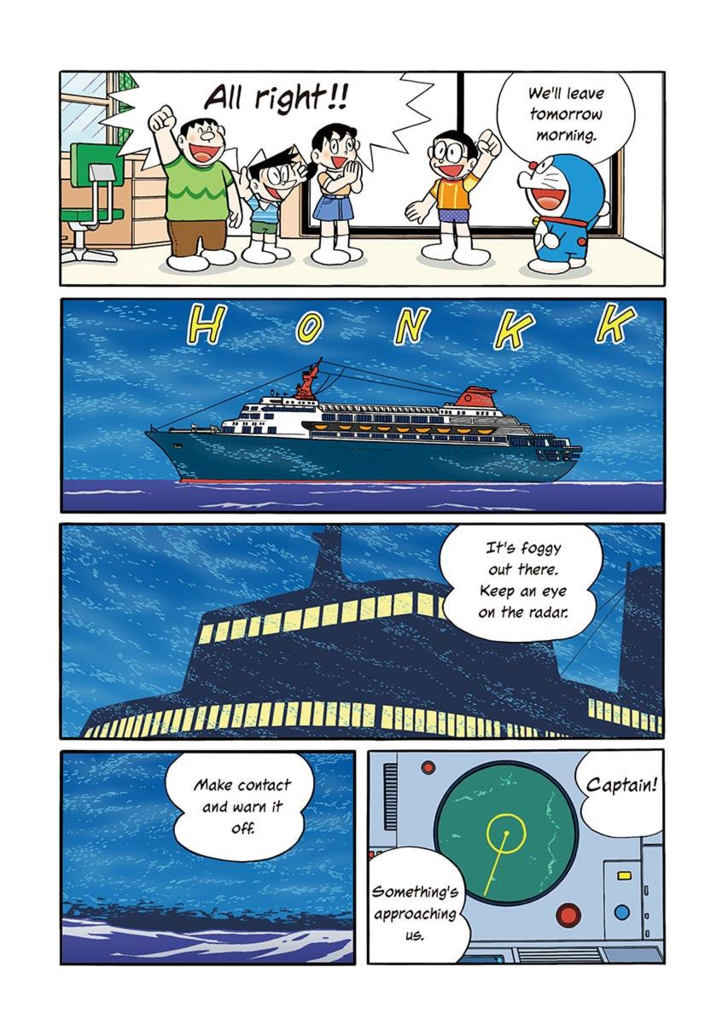 We'll leave
tomorrow
morning.
All right!!
HONKK
It's foggy
out there.
Keep an eye
on the radar.
Captain!
Something's
approaching
us.
Make contact
and warn it
off.